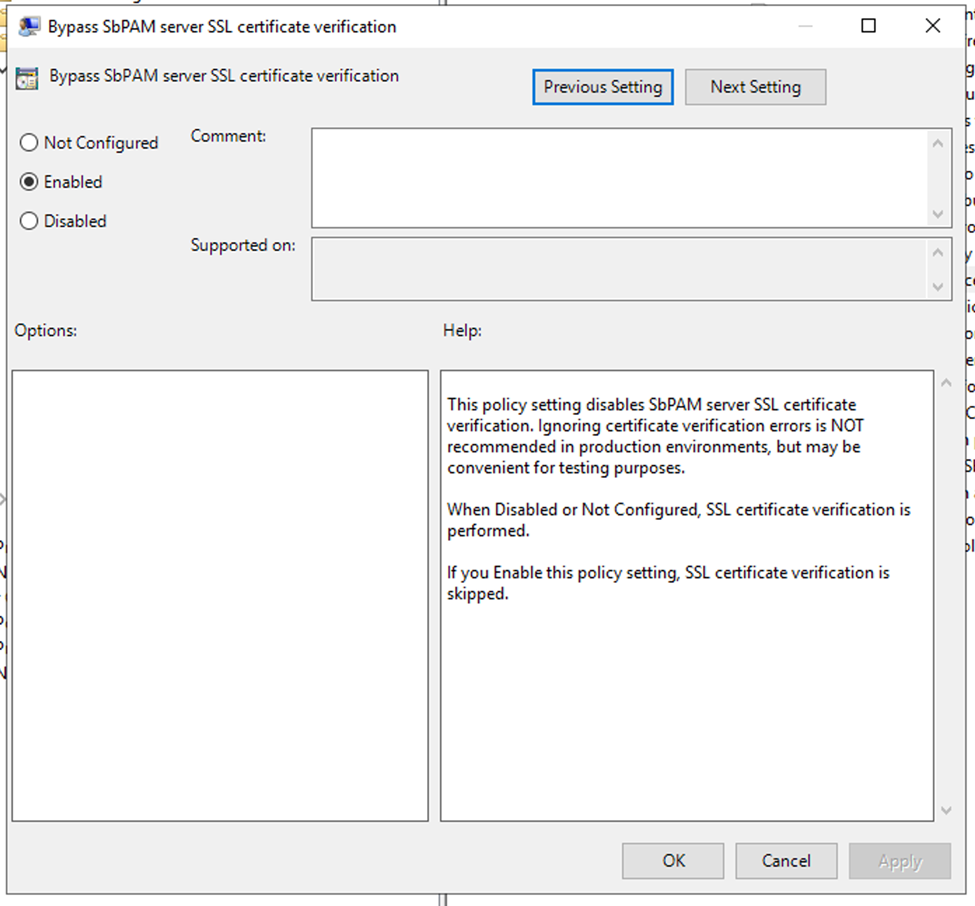 Bypass SbPAM server SSL certificate verification
Bypass SbPAM server SSL certificate verification
Previous Setting
Next Setting
Not Configured
Comment:
Enabled
Disabled
Supported on:
Options:
Help:
This policy setting disables SbPAM server SSL certificate
verification. Ignoring certificate verification errors is NOT
recommended in production environments, but may be
convenient for testing purposes.
When Disabled or Not Configured, SSL certificate verification is
performed.
If you Enable this policy setting, SSL certificate verification is
skipped.
OK
Cancel
Apply